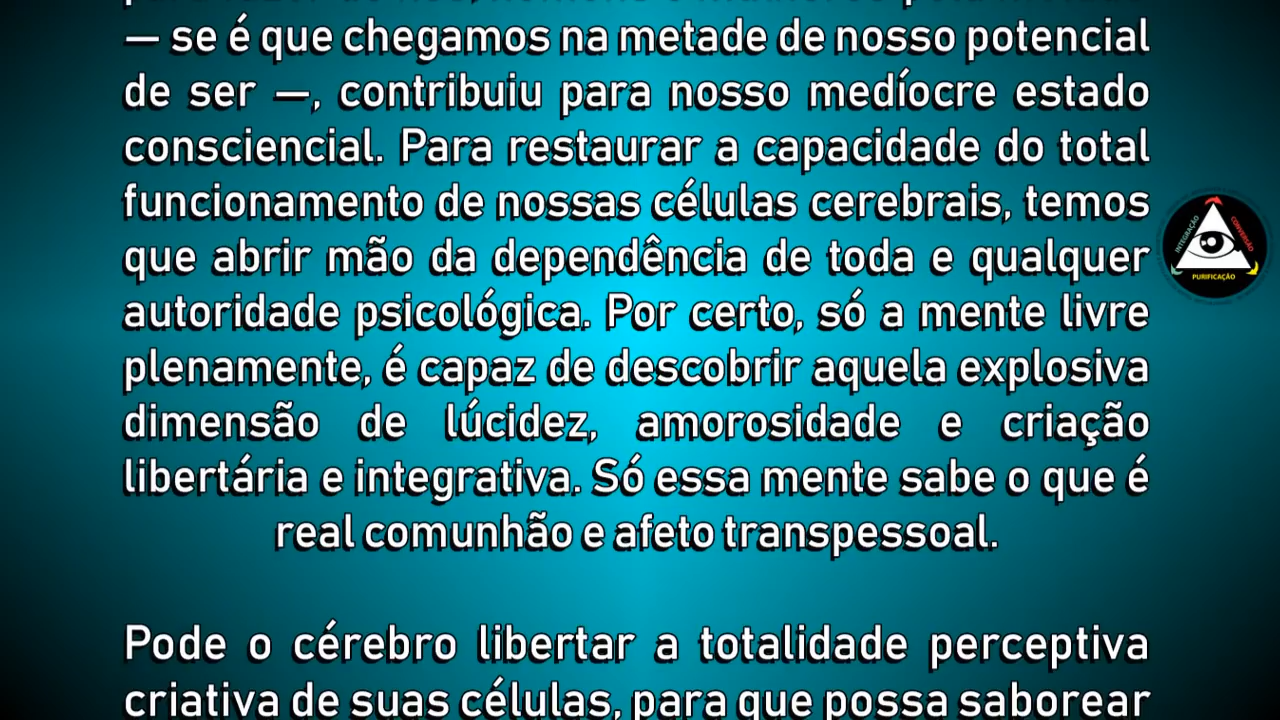 — se é que chegamos na metade de nosso potencial
de ser —, contribuiu para nosso medíocre estado
consciencial. Para restaurar a capacidade do total
funcionamento de nossas células cerebrais, temos
que abrir mão da dependência de toda e qualquer
autoridade psicológica. Por certo, só a mente livre
plenamente, é capaz de descobrir aquela explosiva
dimensão de lúcidez, amorosidade e criação
libertária e integrativa. Só essa mente sabe o que é
real comunhão e afeto transpessoal.
Pode o cérebro libertar a totalidade perceptiva
criativa de suas células, para que possa saborear
INTEGRAÇÃO
CONVERSÃO
PURIFICAÇÃO